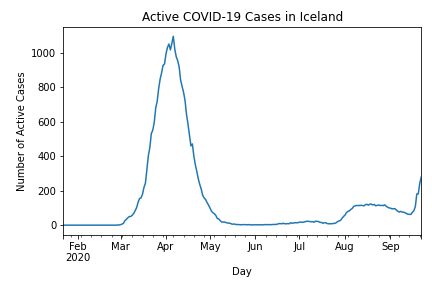 Active COVID-19 Cases in Iceland
Number of Active Cases
1000
800
600
400
200
0
Feb Mar Apr May Jun Jul Aug Sep
2020
Day